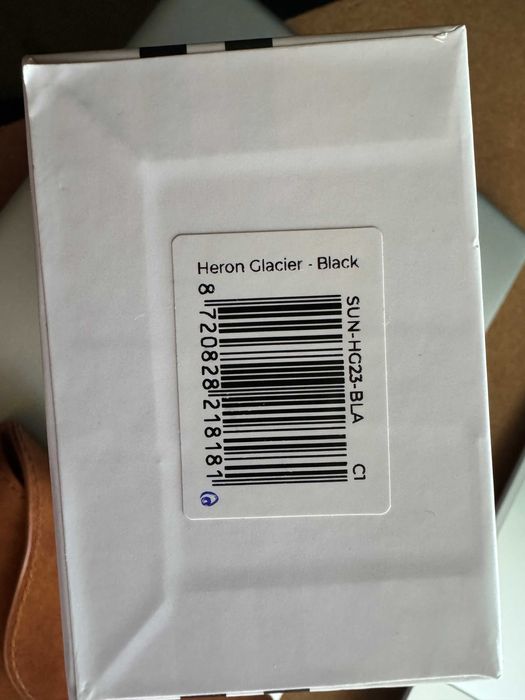 Heron Glacier - Black
SUN-HG23-BLA C1
8 720828 218181